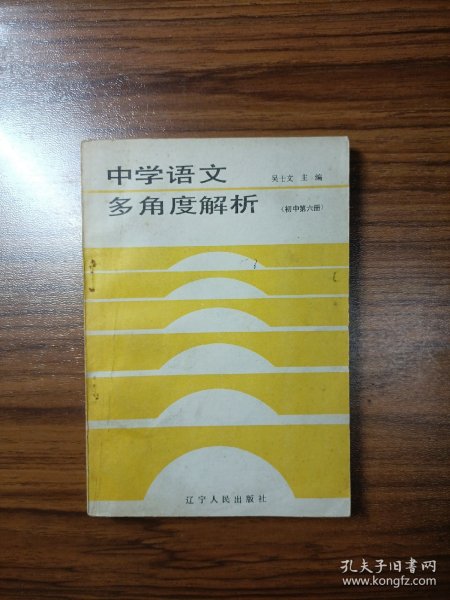 中学语文
吴士文 主 编
多角度解析
(初中第六册)
辽宁人民出版社
孔夫子旧书网
www.kongfz.com